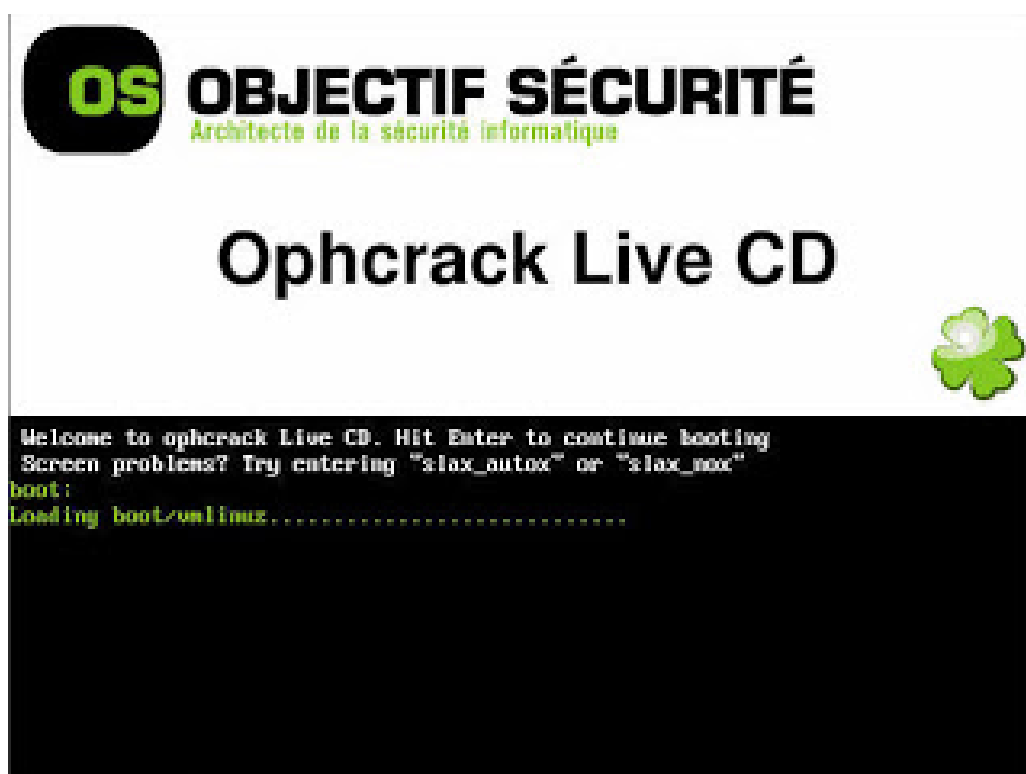 OS OBJECTIF SÉCURITÉ
Architecte de la sécurité informatique
Ophcrack Live CD
Welcome to ophcrack Live CD. Hit Enter to continue booting
Screen problems? Try entering "slax_autox" or "slax_nox"
boot:
Loading boot/vmlinuz............................